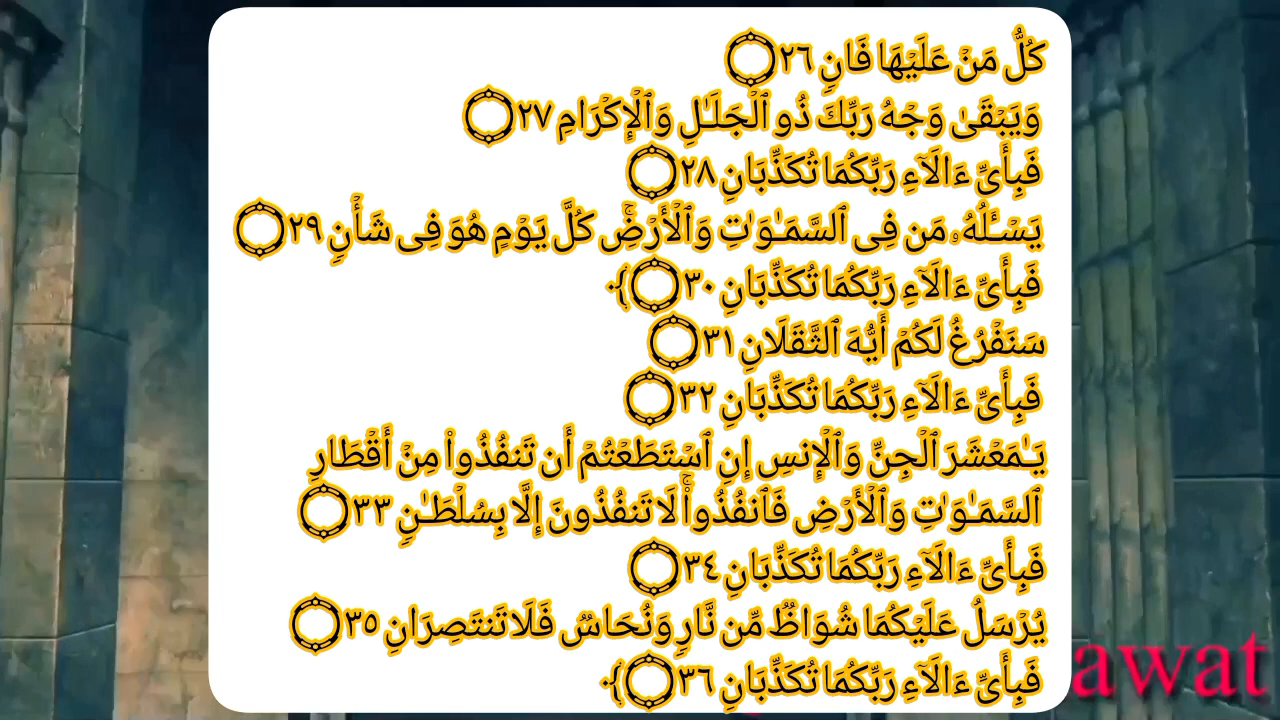 كُلُّ مَنْ عَلَيْهَا فَانٍ ٢٦۝
وَيَبْقَىٰ وَجْهُ رَبِّكَ ذُو ٱلْجَلَـٰلِ وَٱلْإِكْرَامِ ٢٧۝
فَبِأَىِّ ءَالَآءِ رَبِّكُمَا تُكَذِّبَانِ ٢٨۝
يَسْـَٔلُهُۥ مَن فِى ٱلسَّمَـٰوَٰتِ وَٱلْأَرْضِ ۚ كُلَّ يَوْمٍ هُوَ فِى شَأْنٍ ٢٩۝
فَبِأَىِّ ءَالَآءِ رَبِّكُمَا تُكَذِّبَانِ ٣٠۝}.
سَنَفْرُغُ لَكُمْ أَيُّهَ ٱلثَّقَلَانِ ٣١۝
فَبِأَىِّ ءَالَآءِ رَبِّكُمَا تُكَذِّبَانِ ٣٢۝
يَـٰمَعْشَرَ ٱلْجِنِّ وَٱلْإِنسِ إِنِ ٱسْتَطَعْتُمْ أَن تَنفُذُوا۟ مِنْ أَقْطَارِ
ٱلسَّمَـٰوَٰتِ وَٱلْأَرْضِ فَٱنفُذُوا۟ ۚ لَا تَنفُذُونَ إِلَّا بِسُلْطَـٰنٍ ٣٣۝
فَبِأَىِّ ءَالَآءِ رَبِّكُمَا تُكَذِّبَانِ ٣٤۝
يُرْسَلُ عَلَيْكُمَا شُوَاظٌ مِّن نَّارٍ وَنُحَاسٌ فَلَا تَنتَصِرَانِ ٣٥۝
فَبِأَىِّ ءَالَآءِ رَبِّكُمَا تُكَذِّبَانِ ٣٦۝}.
awat